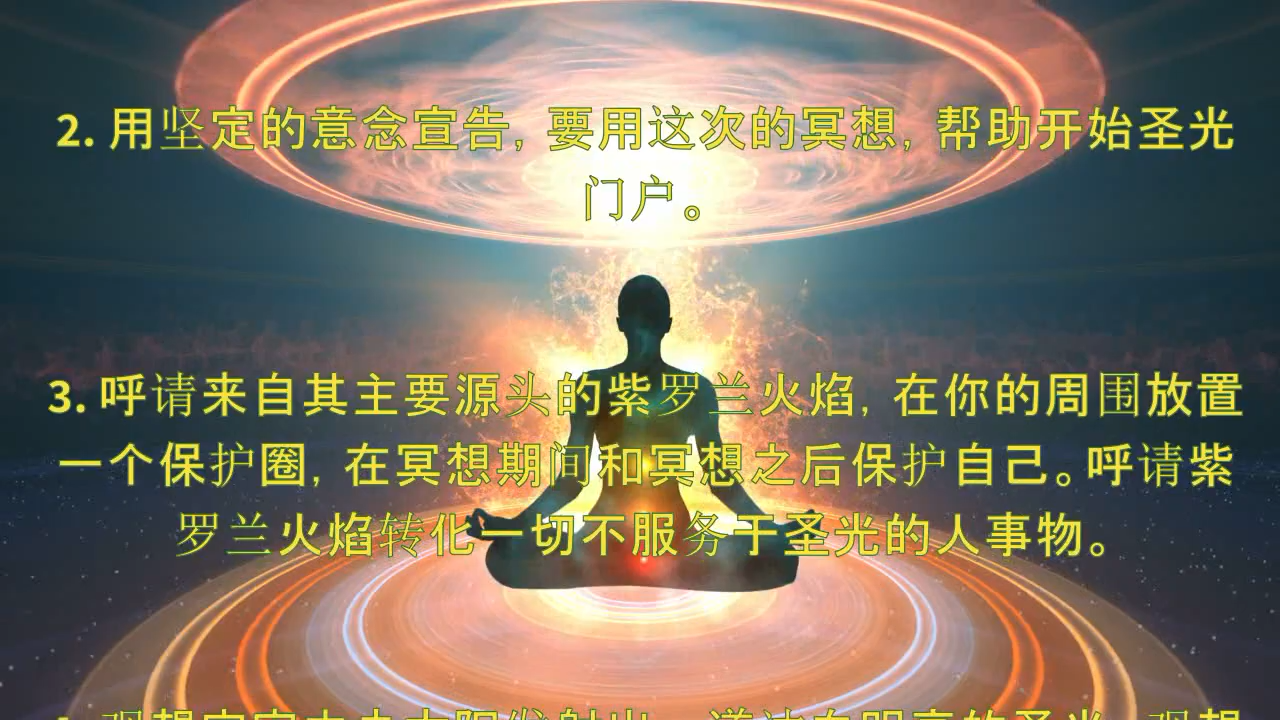 2. 用坚定的意念宣告, 要用这次的冥想, 帮助开始圣光
门户。
3. 呼请来自其主要源头的紫罗兰火焰, 在你的周围放置
一个保护圈, 在冥想期间和冥想之后保护自己。呼请紫
罗兰火焰转化一切不服务于圣光的人事物。